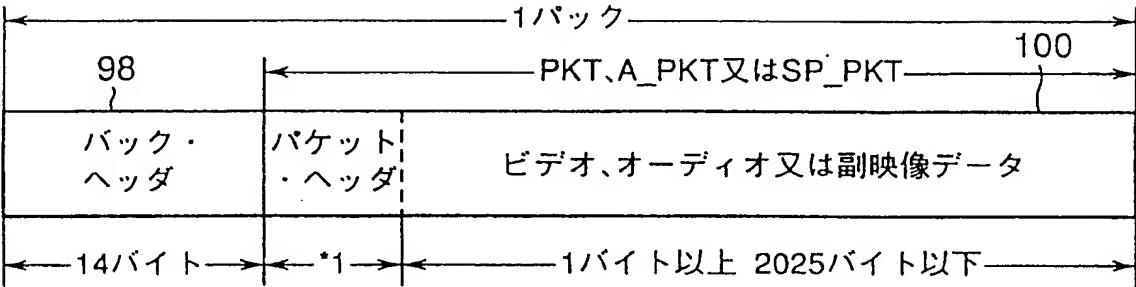 1パック
98
PKT、A_PKT又はSP_PKT
100
バック・
ヘッダ
パケット
・ヘッダ
ビデオ、オーディオ又は副映像データ
14バイト
*1
1バイト以上 2025バイト以下